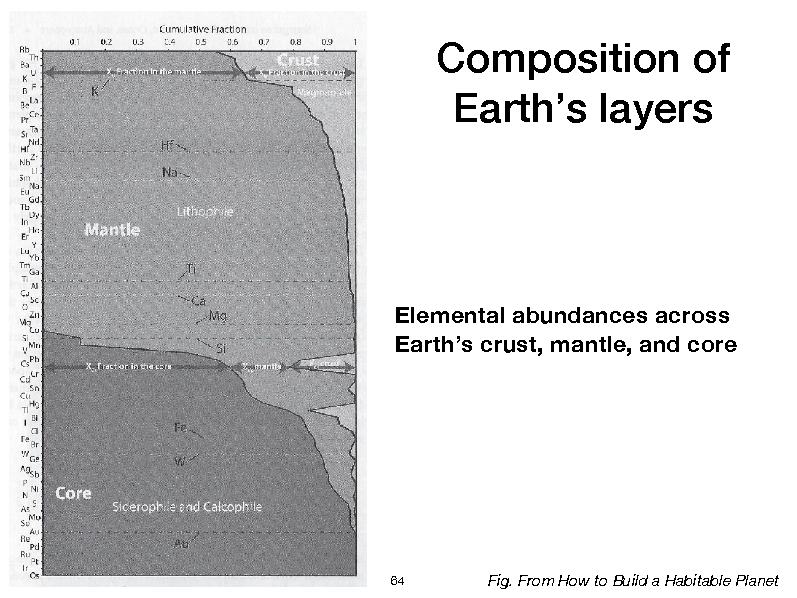 Composition of
Earth's layers
Cumulative Fraction
0.1 0.2 0.3 0.4 0.5 0.6 0.7 0.8 0.9 1
Rb
Th
Ba
U
K
B
La
Be
Ce
Pr
Ta
Sr
Nd
Hf
Zr
Nb
Li
Sm
Na
Eu
Gd
Tb
Dy
In
Ho
Er
Y
Lu
Yb
Tm
Ga
Ti
Al
Ca
Sc
O
Zn
Mg
Si
Mn
V
Pb
Cs
Cr
Cd
Sn
Cu
Hg
Tl
Bi
I
Cl
Fe
Br
W
Ge
Ag
Sb
P
Ni
N
S
As
Mo
Au
Re
Pd
Ru
Pt
Ir
Os
Crust
Fraction in the mantle
Fraction in the crust
K
Hf
Na
Lithophile
Mantle
Ti
Ca
Mg
Si
Fraction in the core
mantle
Fe
W
Core
Siderophile and Calcophile
Au
Elemental abundances across
Earth's crust, mantle, and core
64
Fig. From How to Build a Habitable Planet